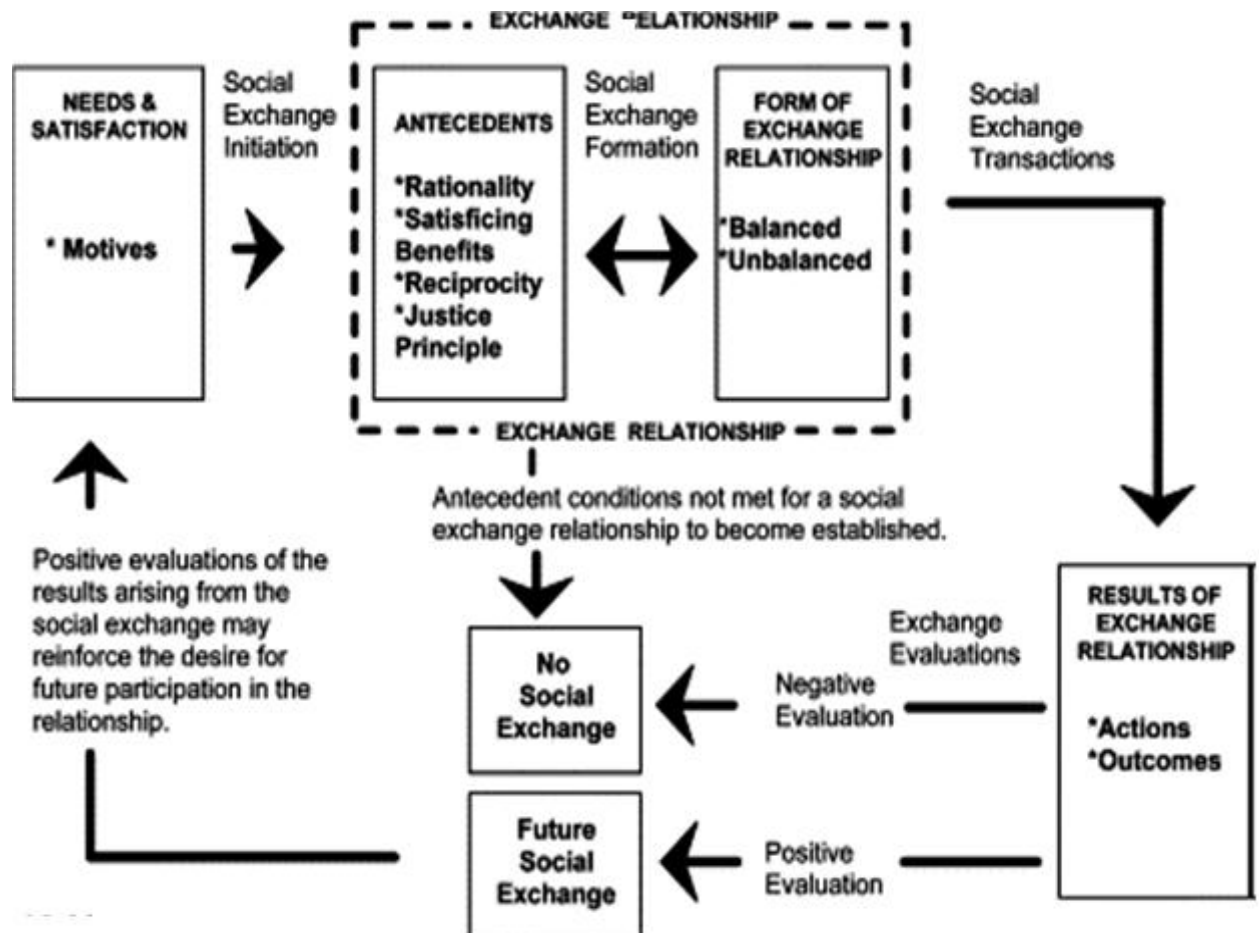 EXCHANGE RELATIONSHIP
NEEDS &
SATISFACTION
* Motives
Social
Exchange
Initiation
ANTECEDENTS
*Rationality
*Satisficing
Benefits
*Reciprocity
*Justice
Principle
Social
Exchange
Formation
FORM OF
EXCHANGE
RELATIONSHIP
*Balanced
*Unbalanced
Social
Exchange
Transactions
EXCHANGE RELATIONSHIP
Antecedent conditions not met for a social
exchange relationship to become established.
Positive evaluations of the
results arising from the
social exchange may
reinforce the desire for
future participation in the
relationship.
No
Social
Exchange
Negative
Evaluation
Exchange
Evaluations
RESULTS OF
EXCHANGE
RELATIONSHIP
*Actions
*Outcomes
Future
Social
Exchange
Positive
Evaluation